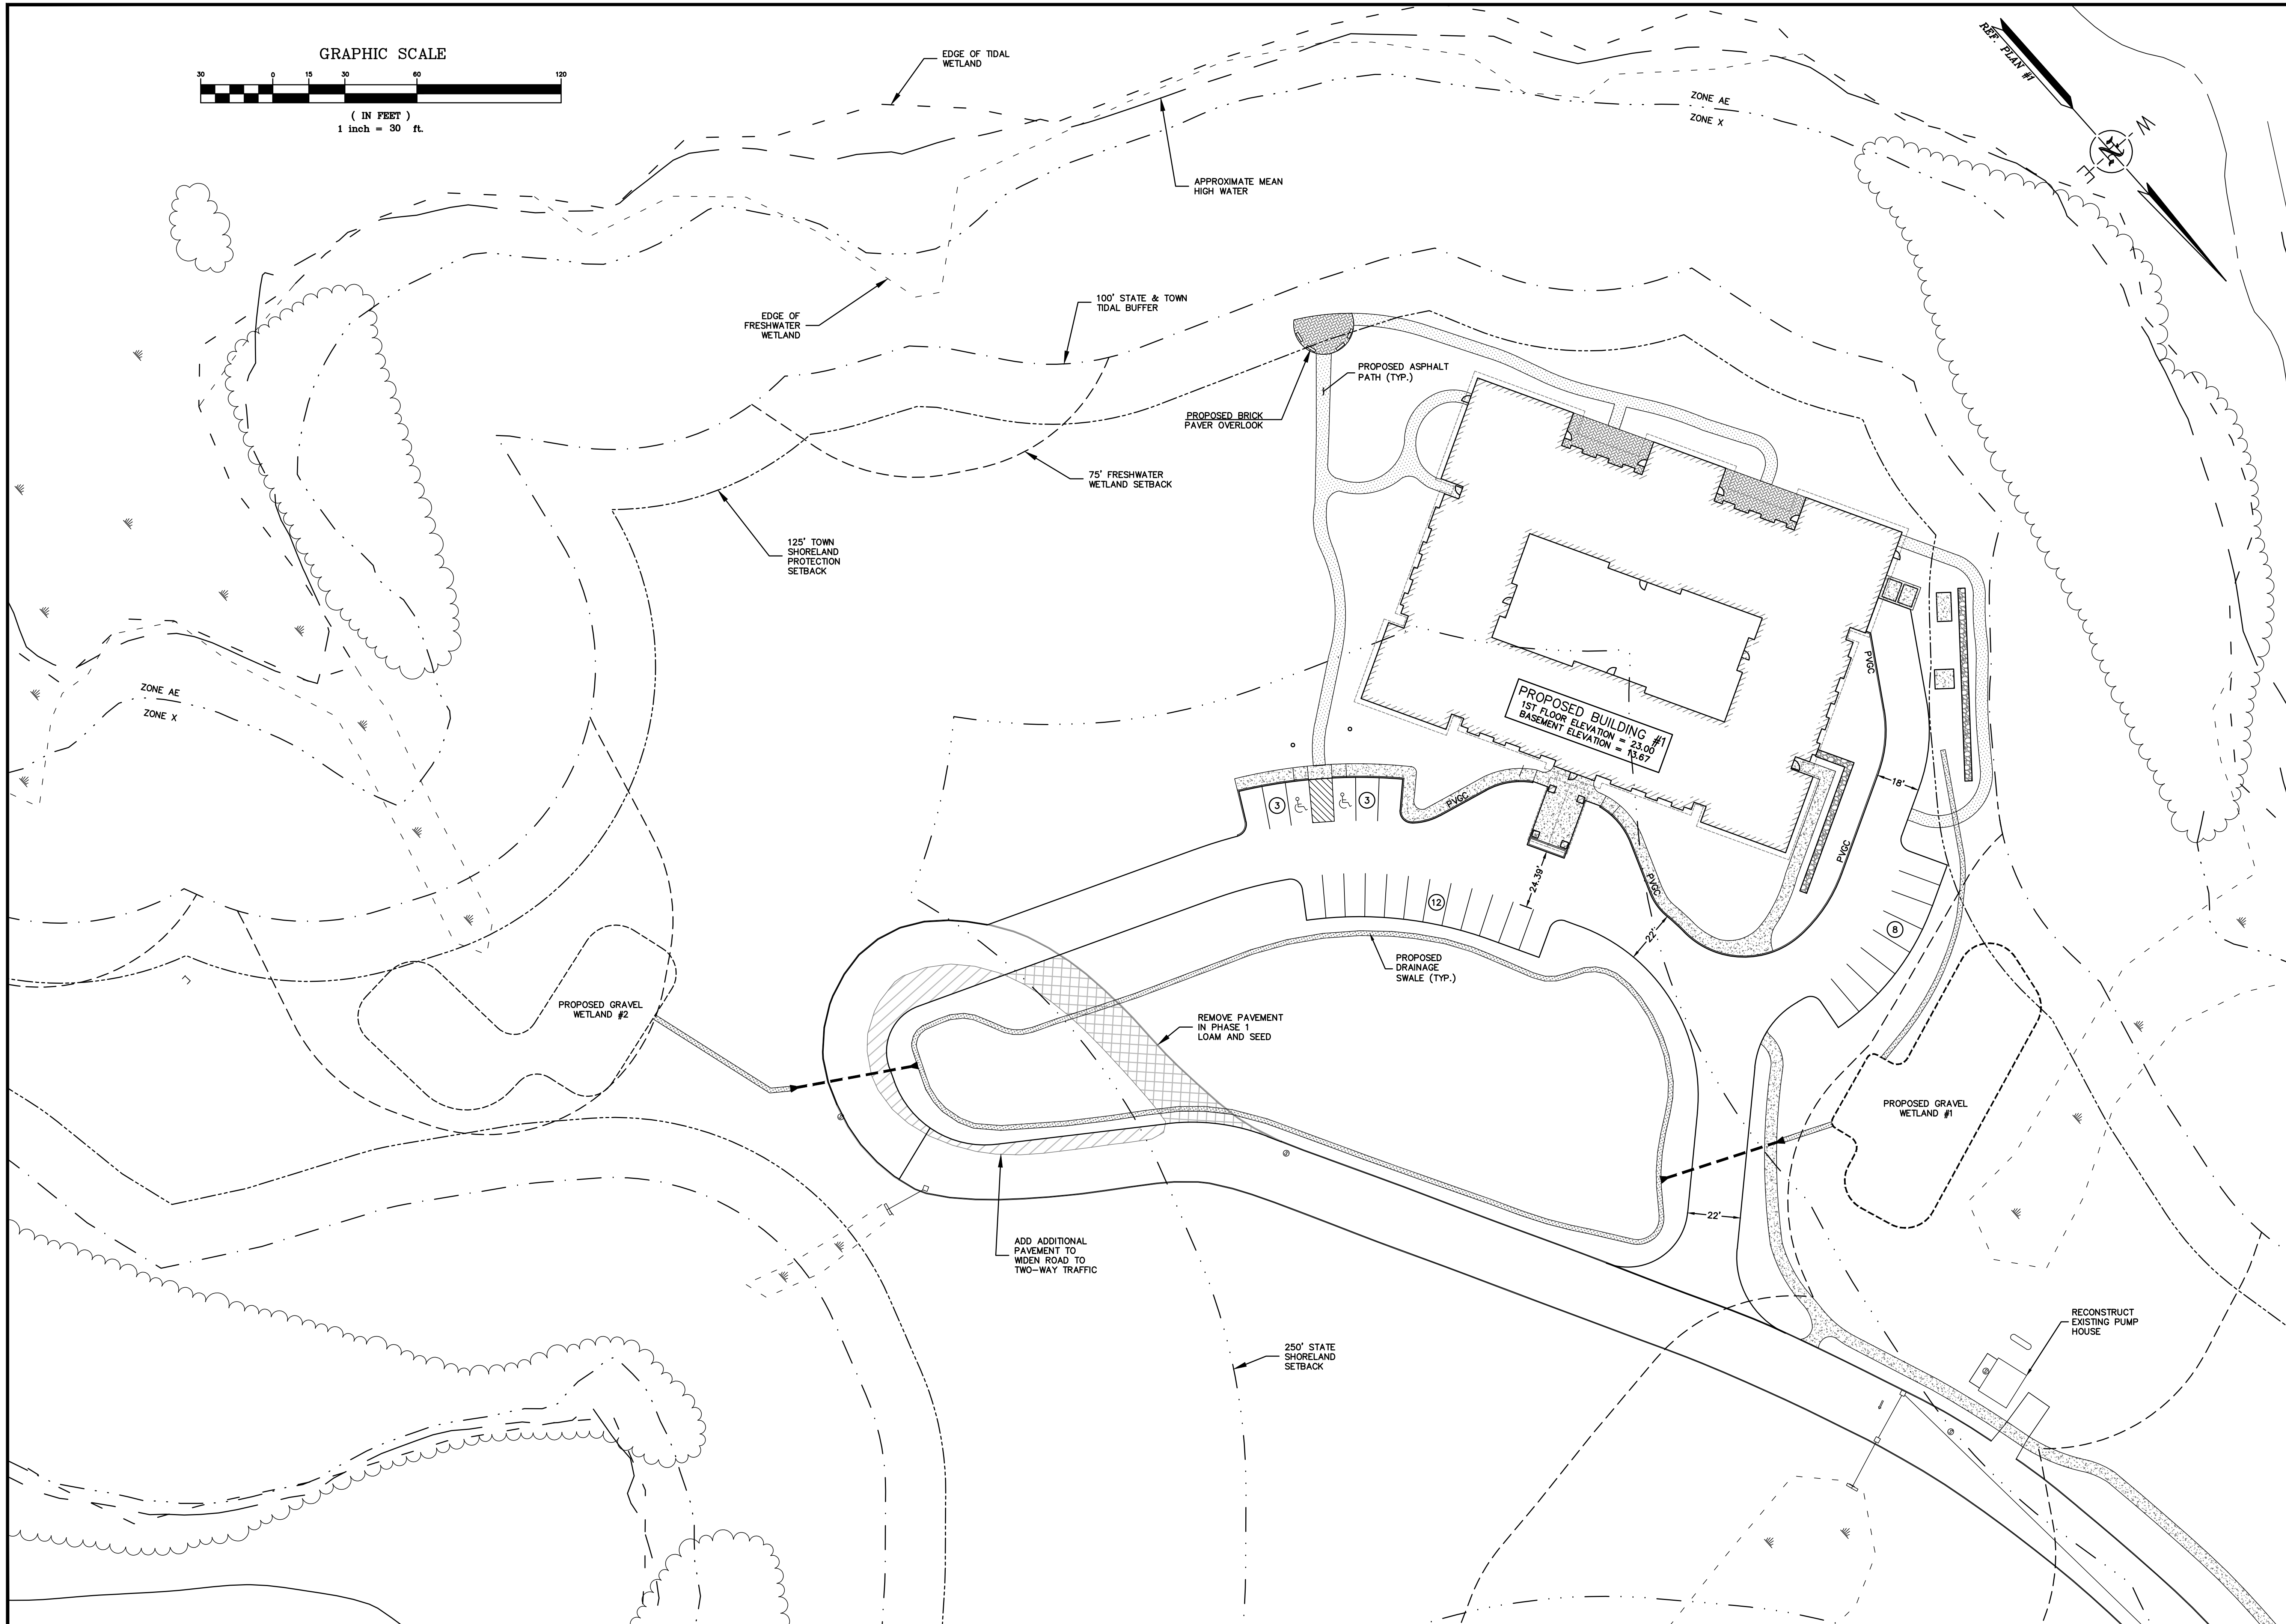 GRAPHIC SCALE
30 0 15 30 60 120
( IN FEET )
1 inch = 30 ft.
EDGE OF TIDAL
WETLAND
REF. PLAN #1
W
N
E
ZONE AE
ZONE X
APPROXIMATE MEAN
HIGH WATER
100' STATE & TOWN
TIDAL BUFFER
EDGE OF
FRESHWATER
WETLAND
PROPOSED ASPHALT
PATH (TYP.)
PROPOSED BRICK
PAVER OVERLOOK
75' FRESHWATER
WETLAND SETBACK
125' TOWN
SHORELAND
PROTECTION
SETBACK
ZONE AE
ZONE X
PROPOSED BUILDING #1
1ST FLOOR ELEVATION = 23.00
BASEMENT ELEVATION = 13.67
PVGC
18'
3
3
PVGC
PVGC
PVGC
24.39'
12
22'
8
PROPOSED
DRAINAGE
SWALE (TYP.)
PROPOSED GRAVEL
WETLAND #2
REMOVE PAVEMENT
IN PHASE 1
LOAM AND SEED
PROPOSED GRAVEL
WETLAND #1
22'
ADD ADDITIONAL
PAVEMENT TO
WIDEN ROAD TO
TWO-WAY TRAFFIC
RECONSTRUCT
EXISTING PUMP
HOUSE
250' STATE
SHORELAND
SETBACK